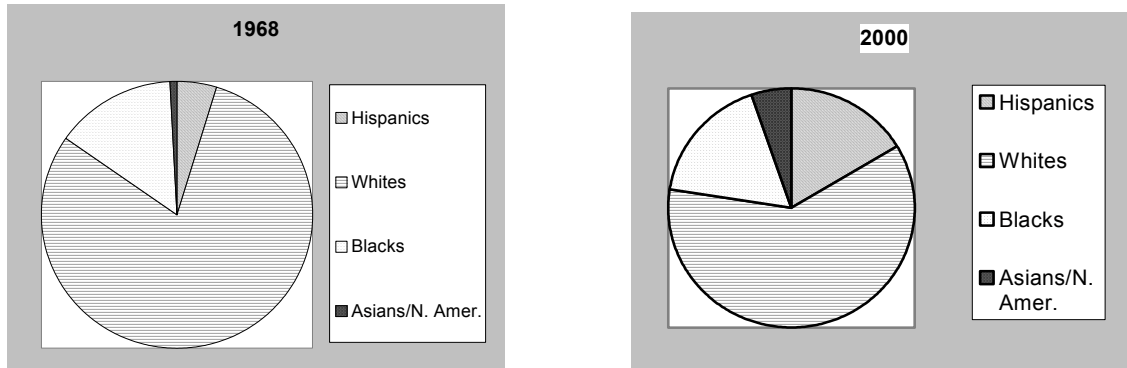 1968
Hispanics
Whites
Blacks
Asians/N. Amer.
2000
Hispanics
Whites
Blacks
Asians/N.
Amer.